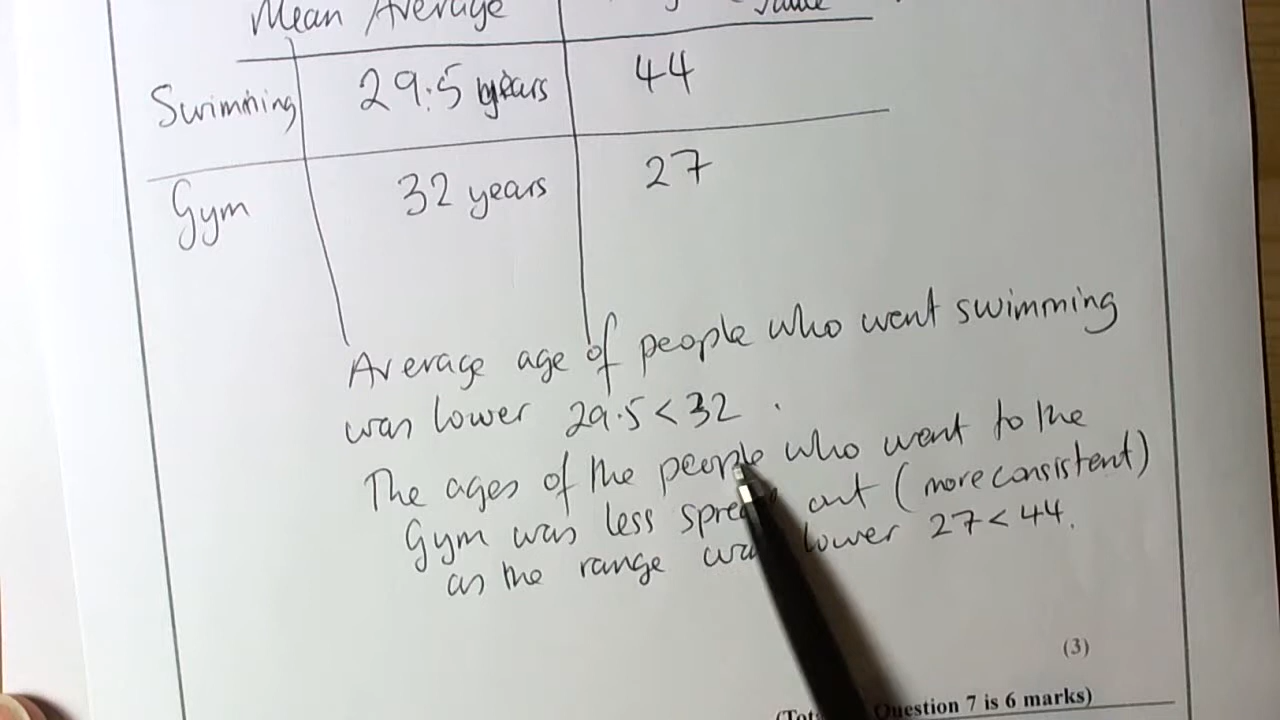 Mean Average
Swimming 29.5 years 44
Gym 32 years 27
Average age of people who went swimming
was lower 29.5 < 32 .
The ages of the people who went to the
Gym was less spread out (more consistent)
as the range was lower 27 < 44.
(3)
Question 7 is 6 marks)